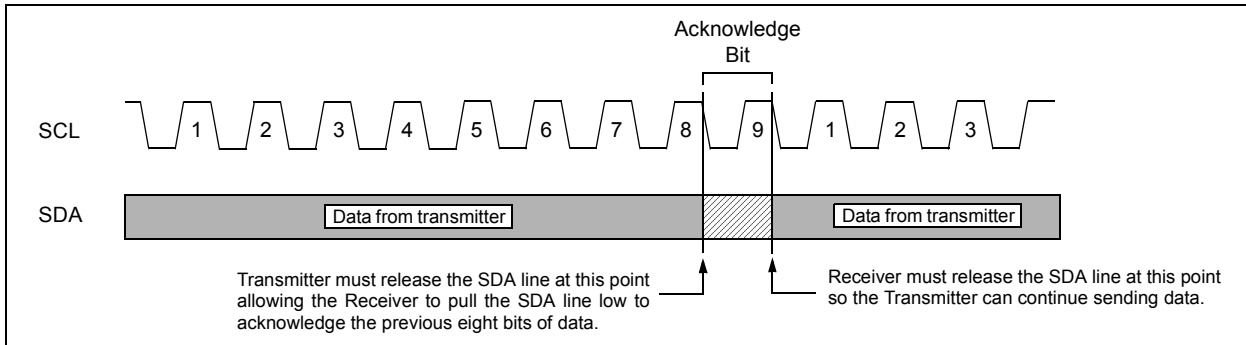 Acknowledge
Bit
SCL
1 2 3 4 5 6 7 8 9 1 2 3
SDA
Data from transmitter
Data from transmitter
Transmitter must release the SDA line at this point
allowing the Receiver to pull the SDA line low to
acknowledge the previous eight bits of data.
Receiver must release the SDA line at this point
so the Transmitter can continue sending data.